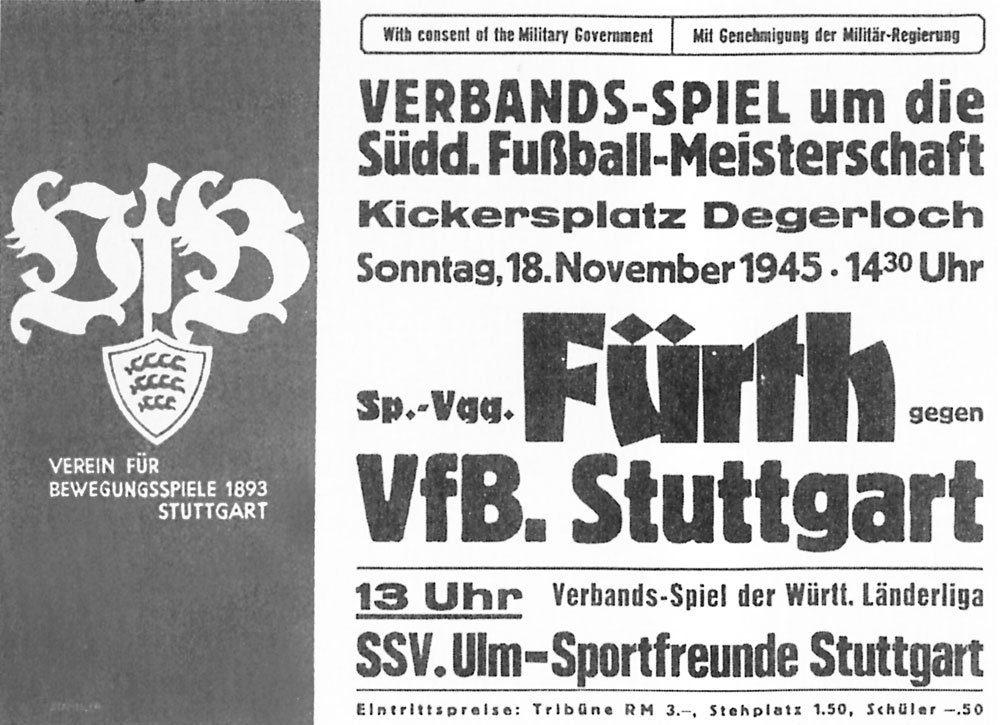 With consent of the Military Government
Mit Genehmigung der Militär-Regierung
VERBANDS-SPIEL um die
Südd. Fußball-Meisterschaft
Kickersplatz Degerloch
Sonntag, 18. November 1945 · 14³⁰ Uhr
Sp.-Vgg. Fürth gegen
VfB. Stuttgart
13 Uhr Verbands-Spiel der Württ. Länderliga
SSV. Ulm-Sportfreunde Stuttgart
Eintrittspreise: Tribüne RM 3.–, Stehplatz 1.50, Schüler –.50
VfB
VEREIN FÜR
BEWEGUNGSSPIELE 1893
STUTTGART